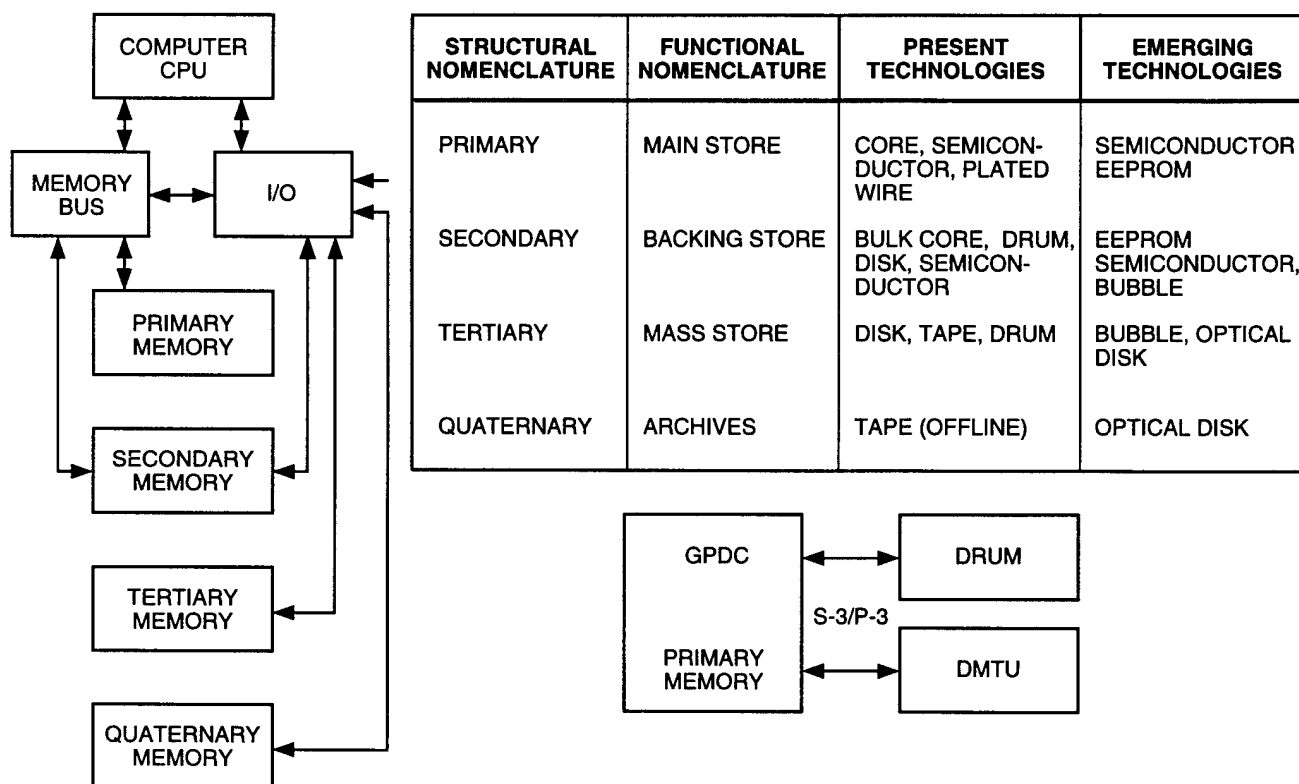 COMPUTER
CPU
MEMORY
BUS
I/O
PRIMARY
MEMORY
SECONDARY
MEMORY
TERTIARY
MEMORY
QUATERNARY
MEMORY
STRUCTURAL
NOMENCLATURE
FUNCTIONAL
NOMENCLATURE
PRESENT
TECHNOLOGIES
EMERGING
TECHNOLOGIES
PRIMARY
MAIN STORE
CORE, SEMICON-
DUCTOR, PLATED
WIRE
SEMICONDUCTOR
EEPROM
SECONDARY
BACKING STORE
BULK CORE, DRUM,
DISK, SEMICON-
DUCTOR
EEPROM
SEMICONDUCTOR,
BUBBLE
TERTIARY
MASS STORE
DISK, TAPE, DRUM
BUBBLE, OPTICAL
DISK
QUATERNARY
ARCHIVES
TAPE (OFFLINE)
OPTICAL DISK
GPDC
DRUM
S-3/P-3
PRIMARY
MEMORY
DMTU